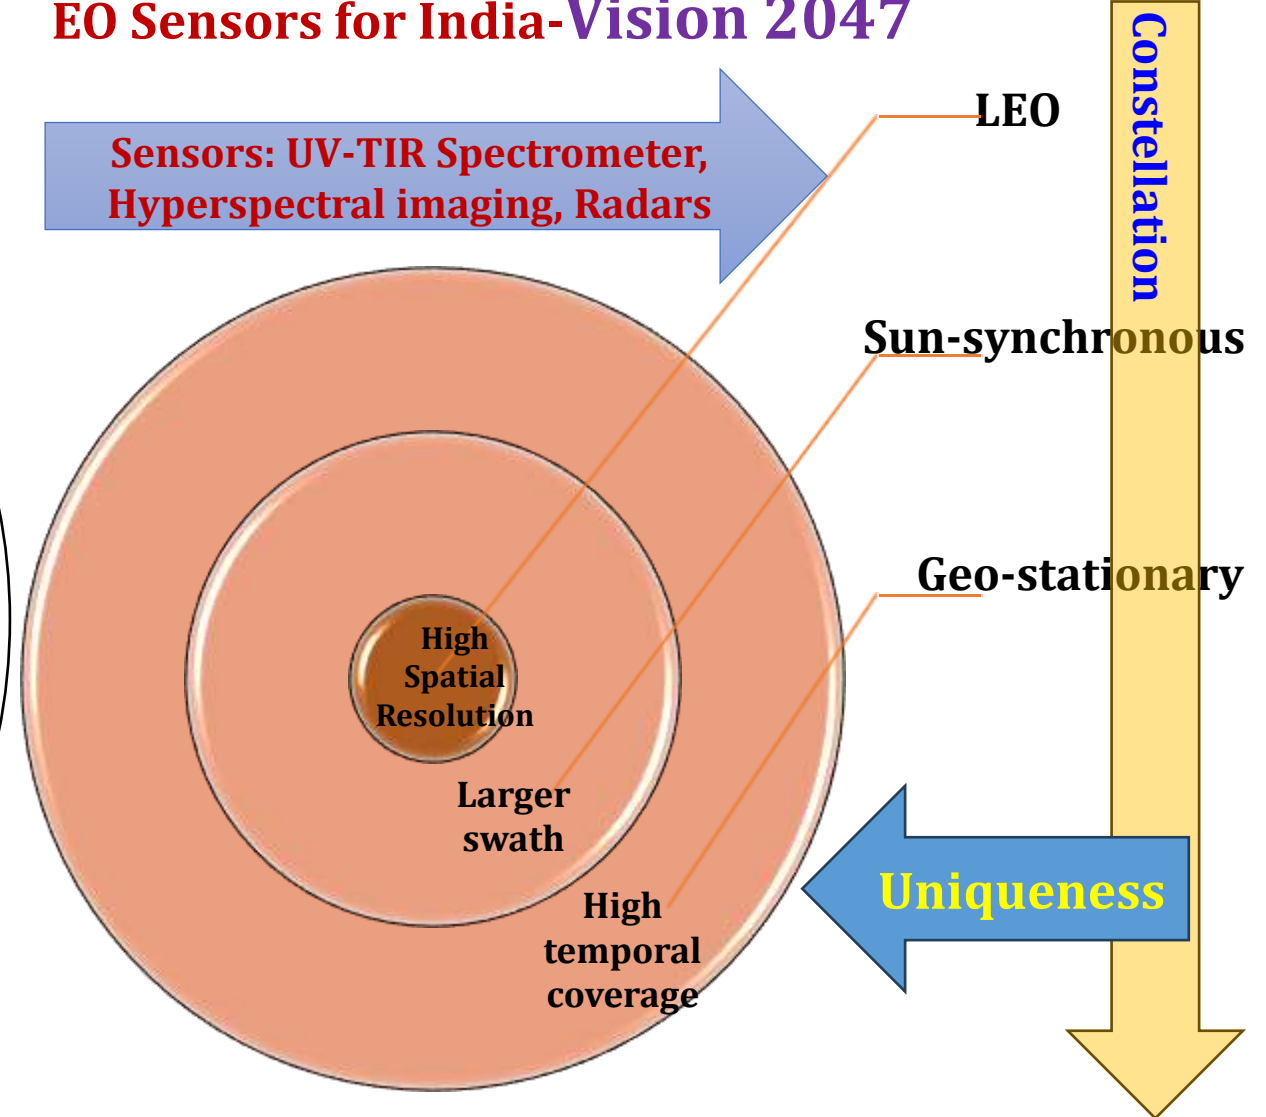 EO Sensors for India-Vision 2047
Constellation
Sensors: UV-TIR Spectrometer,
Hyperspectral imaging, Radars
LEO
Sun-synchronous
Geo-stationary
High
Spatial
Resolution
Larger
swath
High
temporal
coverage
Uniqueness